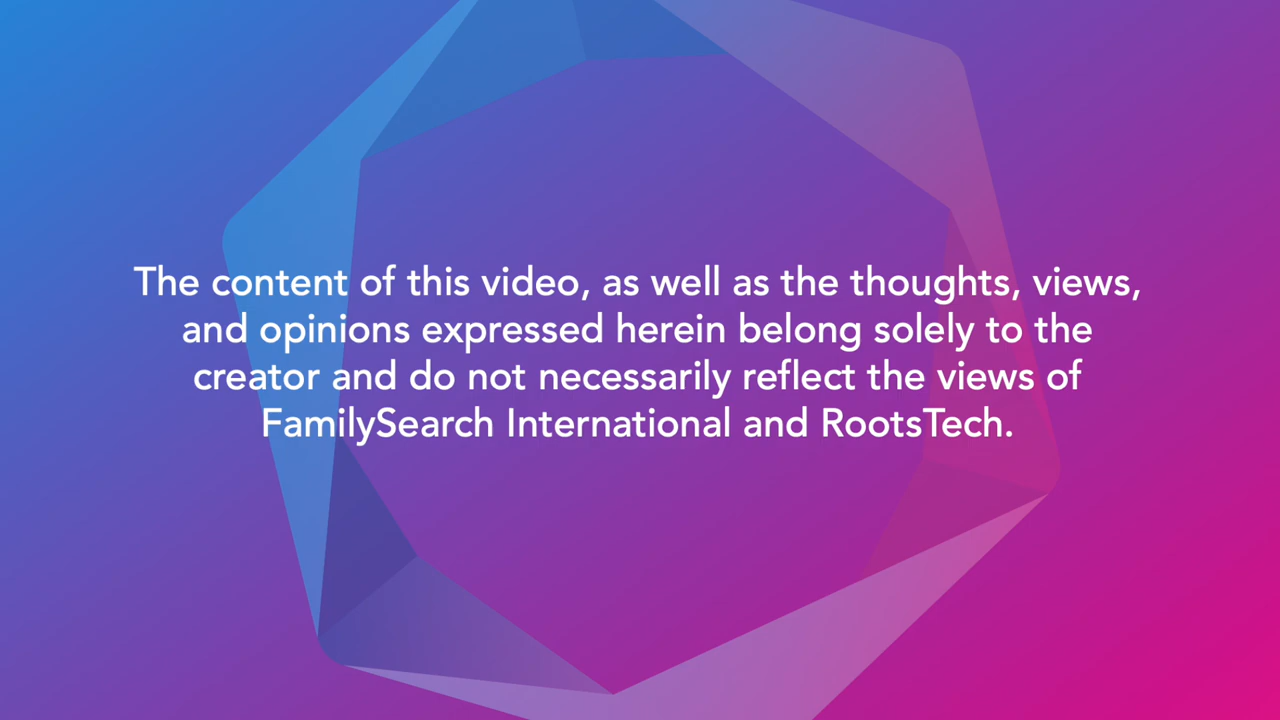 The content of this video, as well as the thoughts, views,
and opinions expressed herein belong solely to the
creator and do not necessarily reflect the views of
FamilySearch International and RootsTech.